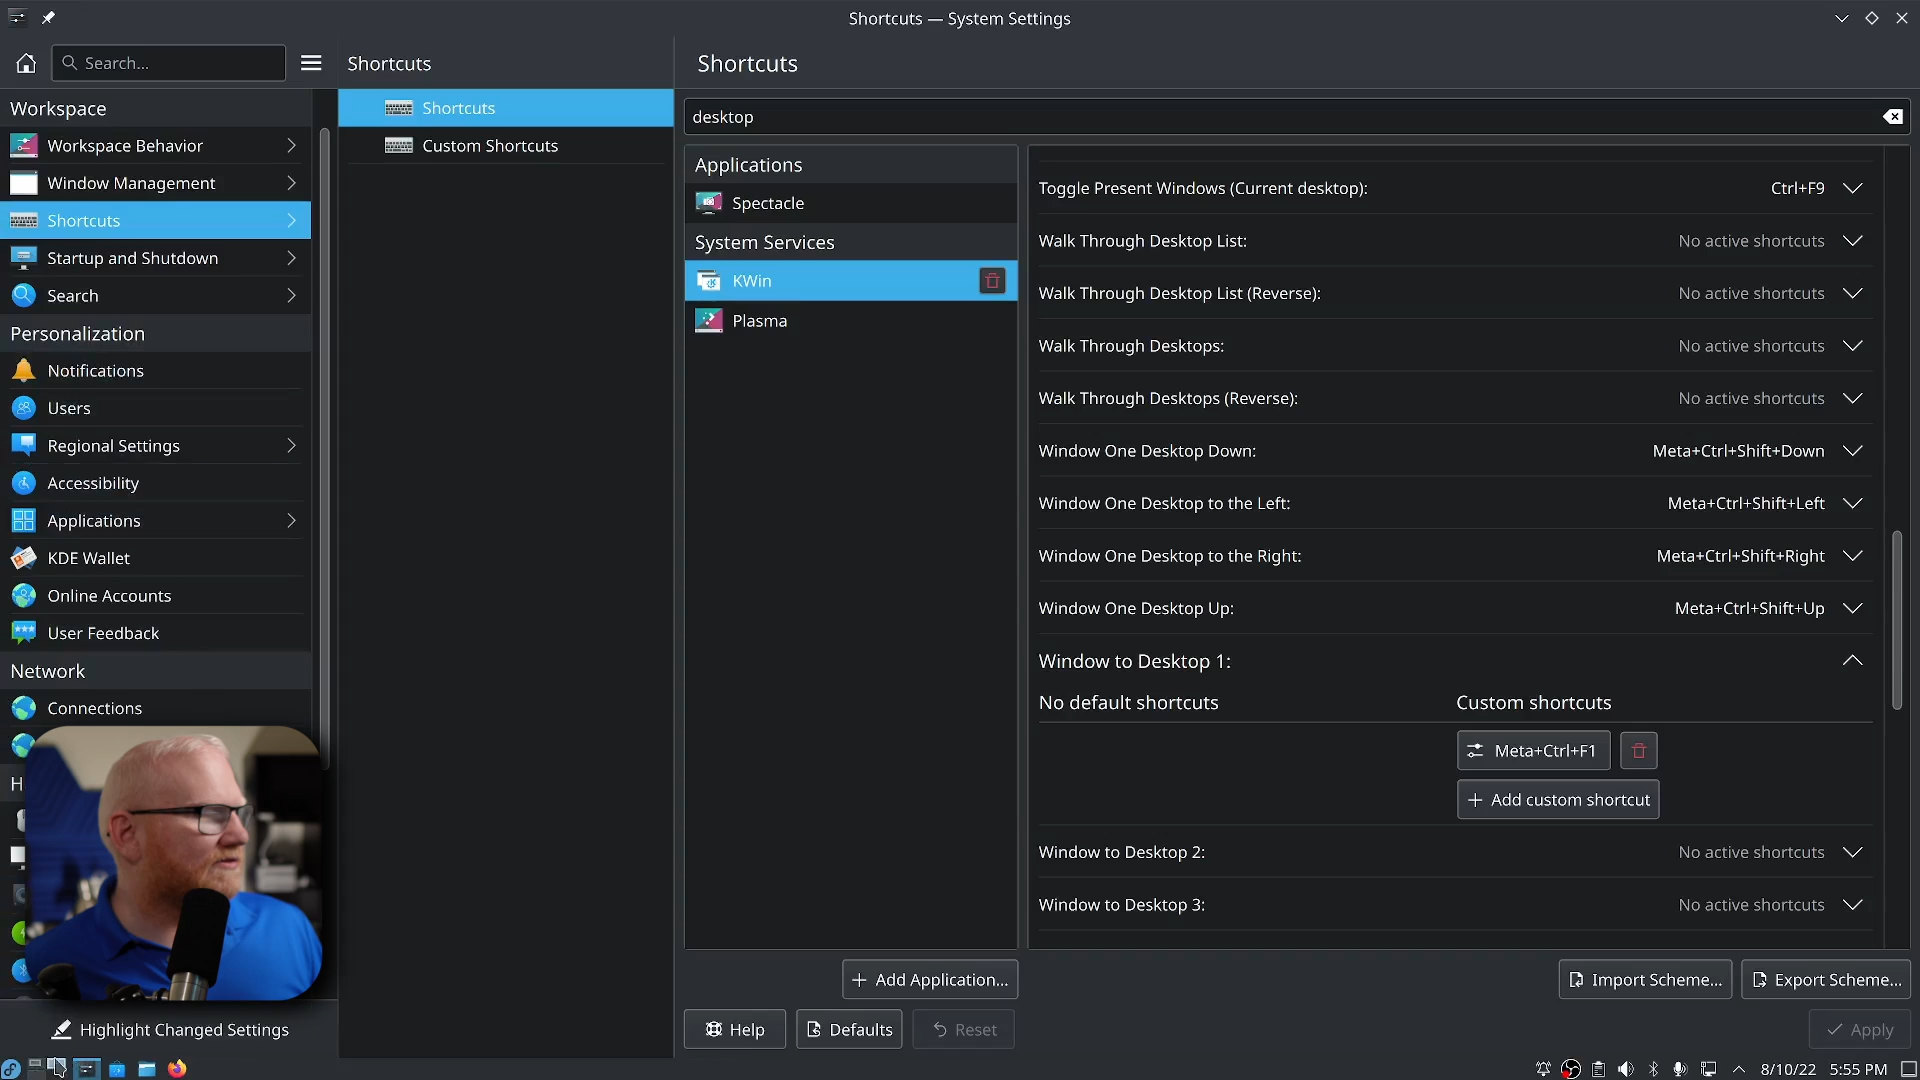 Shortcuts — System Settings
Search...
Shortcuts
Shortcuts
Workspace
Workspace Behavior
Window Management
Shortcuts
Startup and Shutdown
Search
Personalization
Notifications
Users
Regional Settings
Accessibility
Applications
KDE Wallet
Online Accounts
User Feedback
Network
Connections
H
Highlight Changed Settings
Shortcuts
Custom Shortcuts
desktop
Applications
Spectacle
System Services
KWin
Plasma
Toggle Present Windows (Current desktop): Ctrl+F9
Walk Through Desktop List: No active shortcuts
Walk Through Desktop List (Reverse): No active shortcuts
Walk Through Desktops: No active shortcuts
Walk Through Desktops (Reverse): No active shortcuts
Window One Desktop Down: Meta+Ctrl+Shift+Down
Window One Desktop to the Left: Meta+Ctrl+Shift+Left
Window One Desktop to the Right: Meta+Ctrl+Shift+Right
Window One Desktop Up: Meta+Ctrl+Shift+Up
Window to Desktop 1:
No default shortcuts Custom shortcuts
Meta+Ctrl+F1
Add custom shortcut
Window to Desktop 2: No active shortcuts
Window to Desktop 3: No active shortcuts
Add Application...
Import Scheme...
Export Scheme...
Help
Defaults
Reset
Apply
8/10/22 5:55 PM